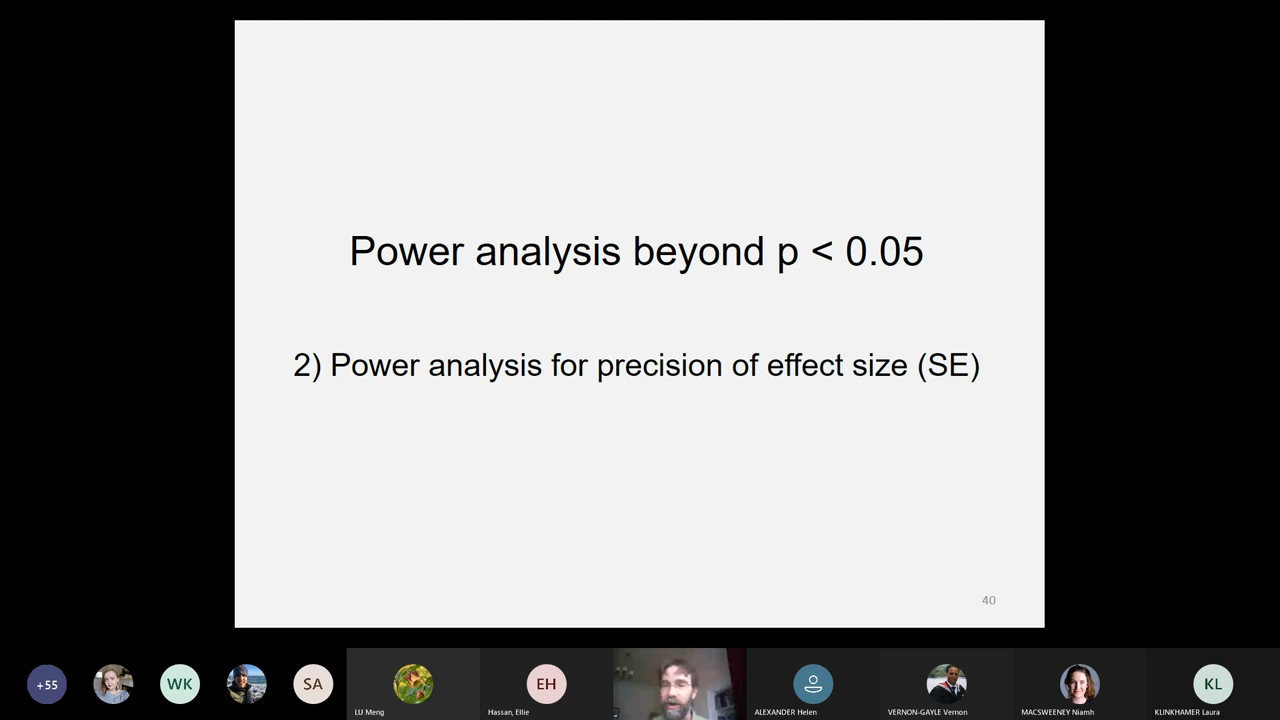 Power analysis beyond p < 0.05
2) Power analysis for precision of effect size (SE)
40
+55
WK
SA
LU Meng
EH
Hassan, Ellie
ALEXANDER Helen
VERNON-GAYLE Vernon
MACSWEENEY Niamh
KL
KLINKHAMER Laura